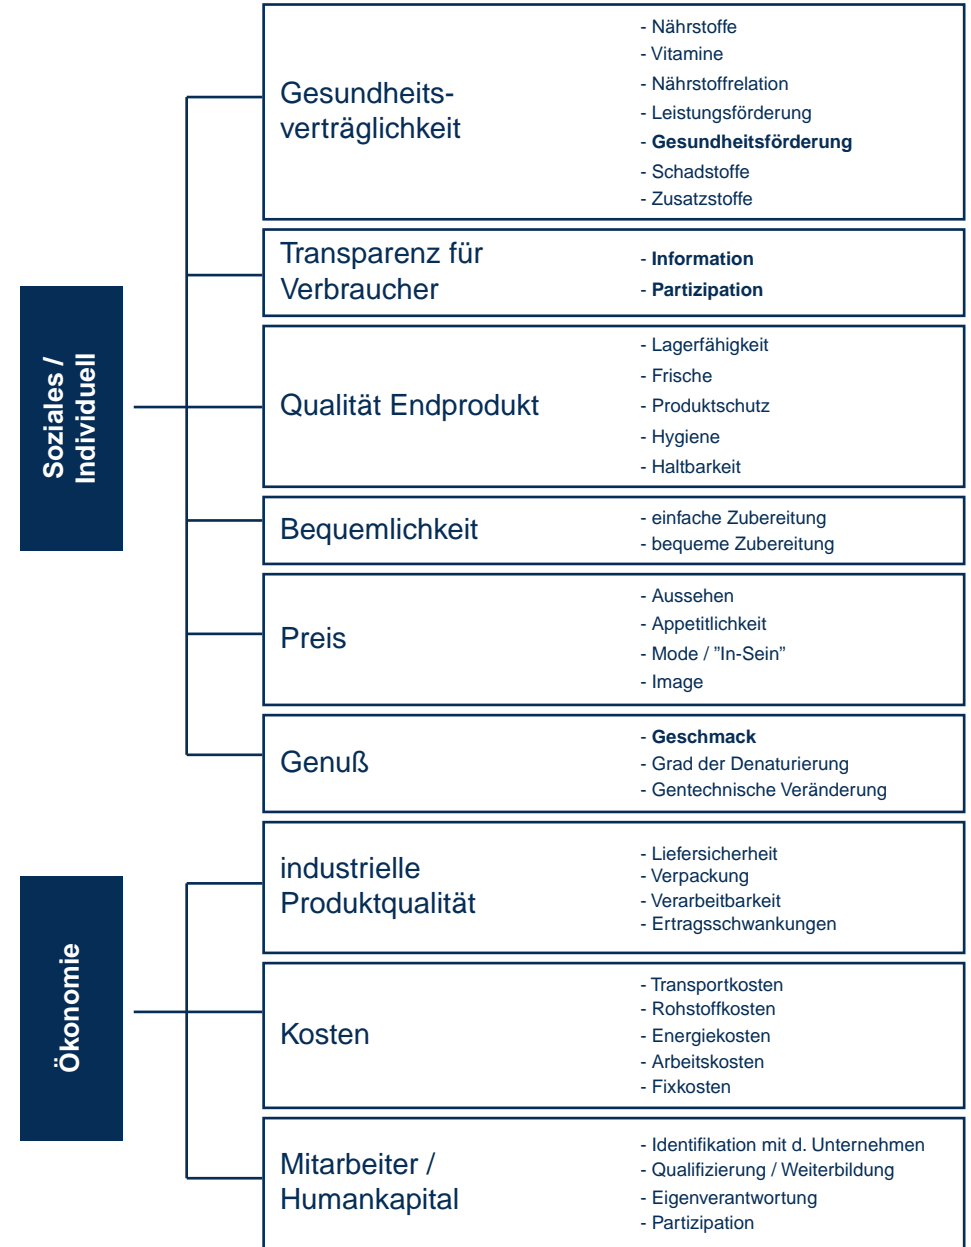 Soziales /
Individuell
Gesundheits-
verträglichkeit
- Nährstoffe
- Vitamine
- Nährstoffrelation
- Leistungsförderung
- Gesundheitsförderung
- Schadstoffe
- Zusatzstoffe
Transparenz für
Verbraucher
- Information
- Partizipation
Qualität Endprodukt
- Lagerfähigkeit
- Frische
- Produktschutz
- Hygiene
- Haltbarkeit
Bequemlichkeit
- einfache Zubereitung
- bequeme Zubereitung
Preis
- Aussehen
- Appetitlichkeit
- Mode / ”In-Sein”
- Image
Genuß
- Geschmack
- Grad der Denaturierung
- Gentechnische Veränderung
Ökonomie
industrielle
Produktqualität
- Liefersicherheit
- Verpackung
- Verarbeitbarkeit
- Ertragsschwankungen
Kosten
- Transportkosten
- Rohstoffkosten
- Energiekosten
- Arbeitskosten
- Fixkosten
Mitarbeiter /
Humankapital
- Identifikation mit d. Unternehmen
- Qualifizierung / Weiterbildung
- Eigenverantwortung
- Partizipation